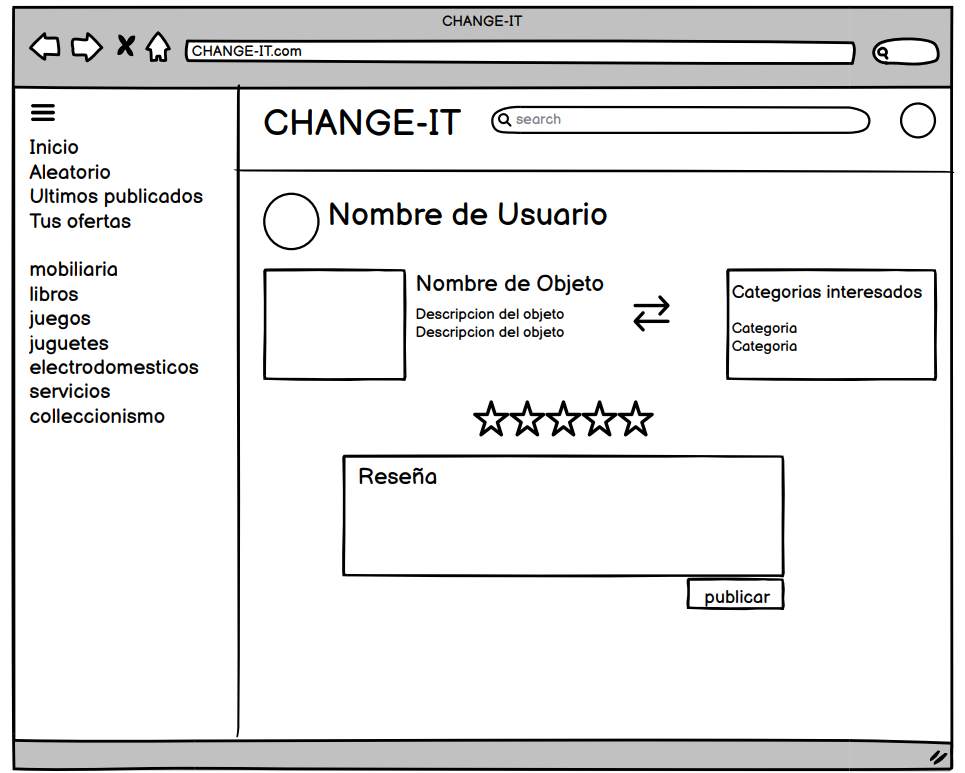 CHANGE-IT
CHANGE-IT.com
CHANGE-IT
search
Inicio
Aleatorio
Ultimos publicados
Tus ofertas
mobiliaria
libros
juegos
juguetes
electrodomesticos
servicios
colleccionismo
Nombre de Usuario
Nombre de Objeto
Descripcion del objeto
Descripcion del objeto
Categorias interesados
Categoria
Categoria
Reseña
publicar